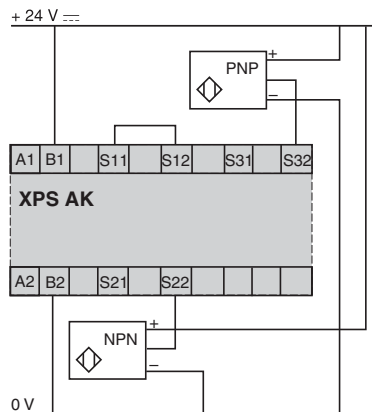 + 24 V ⎓
+
PNP
–
A1 B1 S11 S12 S31 S32
XPS AK
A2 B2 S21 S22
+
NPN
–
0 V